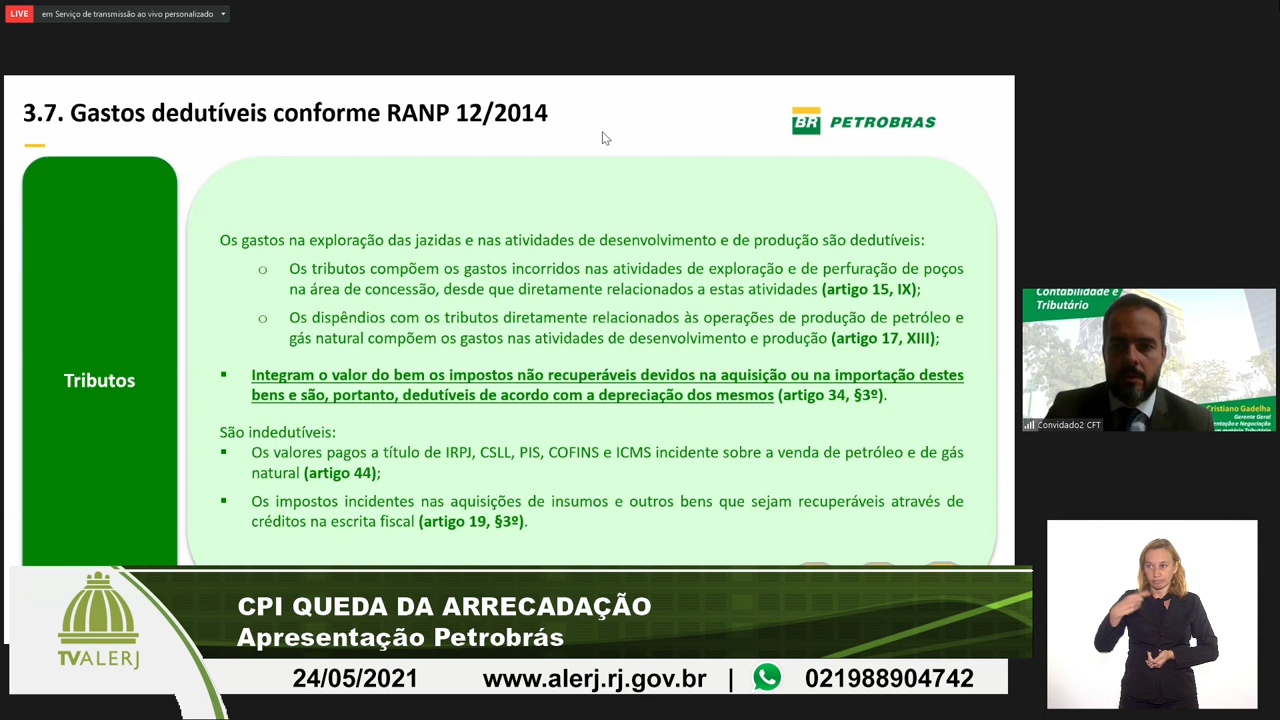 LIVE em Serviço de transmissão ao vivo personalizado
3.7. Gastos dedutíveis conforme RANP 12/2014
BR PETROBRAS
Tributos
Os gastos na exploração das jazidas e nas atividades de desenvolvimento e de produção são dedutíveis:
o Os tributos compõem os gastos incorridos nas atividades de exploração e de perfuração de poços
na área de concessão, desde que diretamente relacionados a estas atividades (artigo 15, IX);
o Os dispêndios com os tributos diretamente relacionados às operações de produção de petróleo e
gás natural compõem os gastos nas atividades de desenvolvimento e produção (artigo 17, XIII);
▪ Integram o valor do bem os impostos não recuperáveis devidos na aquisição ou na importação destes
bens e são, portanto, dedutíveis de acordo com a depreciação dos mesmos (artigo 34, §3º).
São indedutíveis:
▪ Os valores pagos a título de IRPJ, CSLL, PIS, COFINS e ICMS incidente sobre a venda de petróleo e de gás
natural (artigo 44);
▪ Os impostos incidentes nas aquisições de insumos e outros bens que sejam recuperáveis através de
créditos na escrita fiscal (artigo 19, §3º).
Contabilidade e
Tributário
Cristiano Gadelha
Gerente Geral
Convidado2 CFT
TVALERJ
CPI QUEDA DA ARRECADAÇÃO
Apresentação Petrobrás
24/05/2021 www.alerj.rj.gov.br | 021988904742